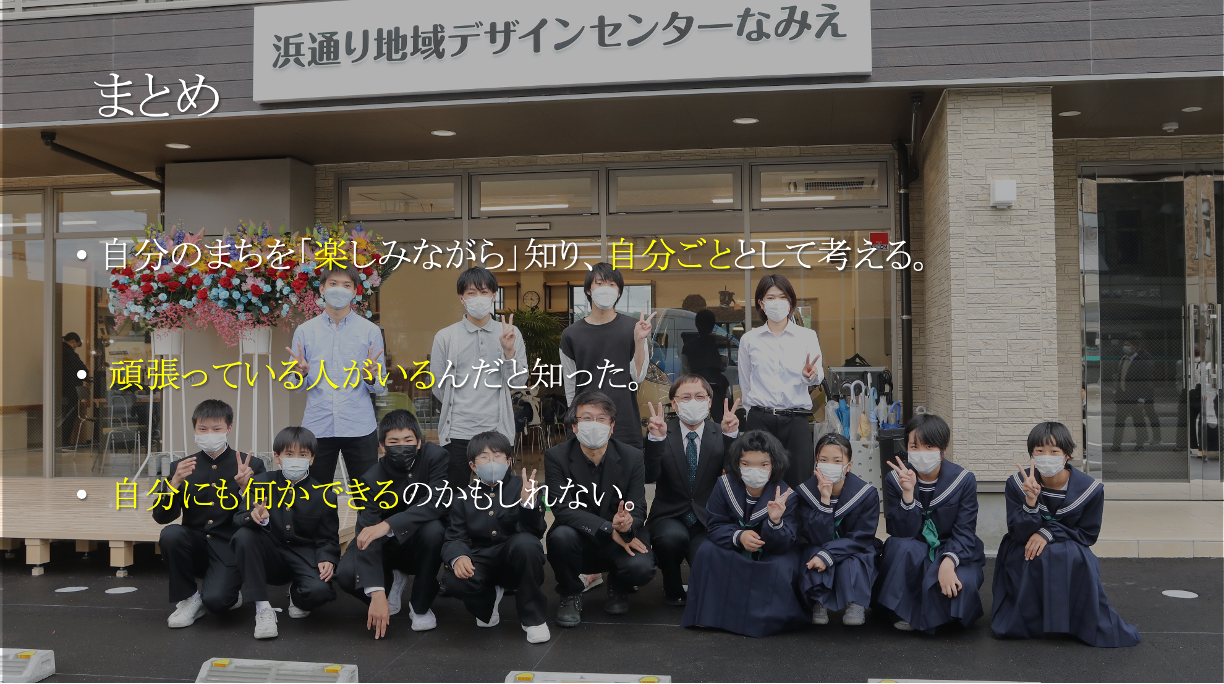 浜通り地域デザインセンターなみえ
まとめ
• 自分のまちを「楽しみながら」知り、自分ごととして考える。
• 頑張っている人がいるんだと知った。
• 自分にも何かできるのかもしれない。